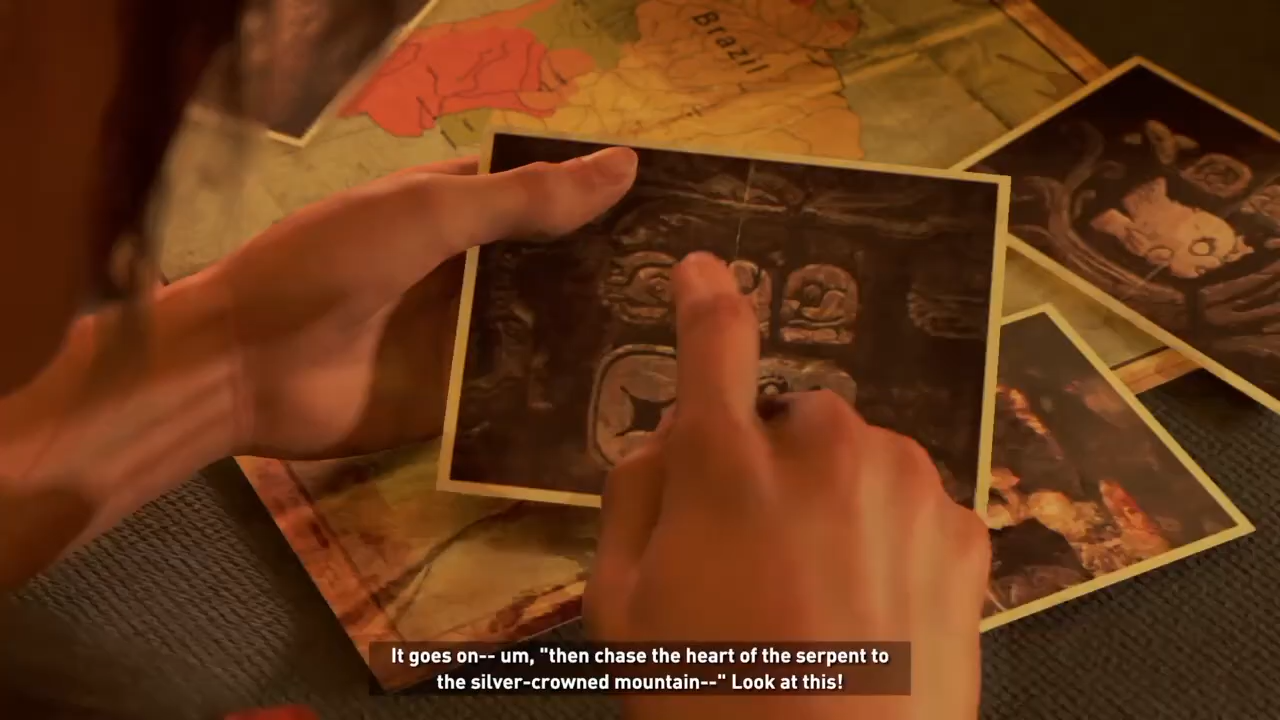 Brazil
It goes on-- um, "then chase the heart of the serpent to
the silver-crowned mountain--" Look at this!